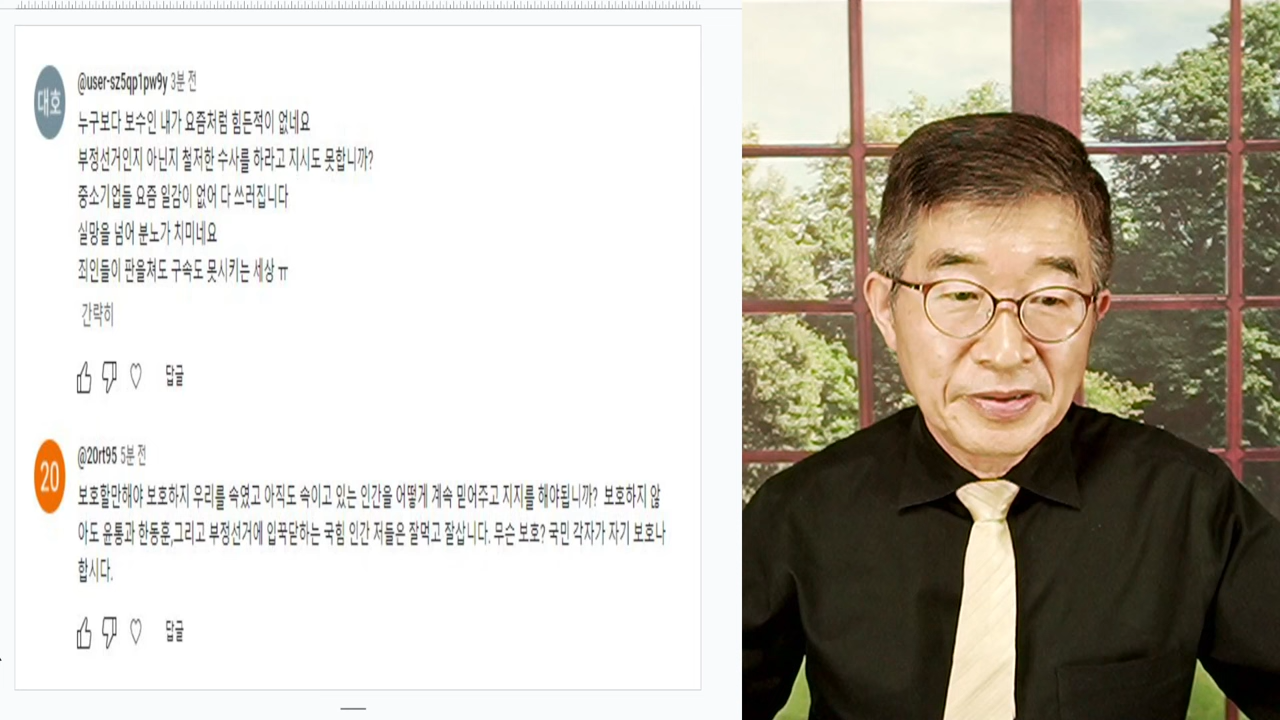 대호
@user-sz5qp1pw9y 3분 전
누구보다 보수인 내가 요즘처럼 힘든적이 없네요
부정선거인지 아닌지 철저한 수사를 하라고 지시도 못합니까?
중소기업들 요즘 일감이 없어 다 쓰러집니다
실망을 넘어 분노가 치미네요
죄인들이 판을쳐도 구속도 못시키는 세상 ㅠ
간략히
답글
20
@20rt95 5분 전
보호할만해야 보호하지 우리를 속였고 아직도 속이고 있는 인간을 어떻게 계속 믿어주고 지지를 해야됩니까? 보호하지 않
아도 윤통과 한동훈,그리고 부정선거에 입꾹닫하는 국힘 인간 저들은 잘먹고 잘삽니다. 무슨 보호? 국민 각자가 자기 보호나
합시다.
답글